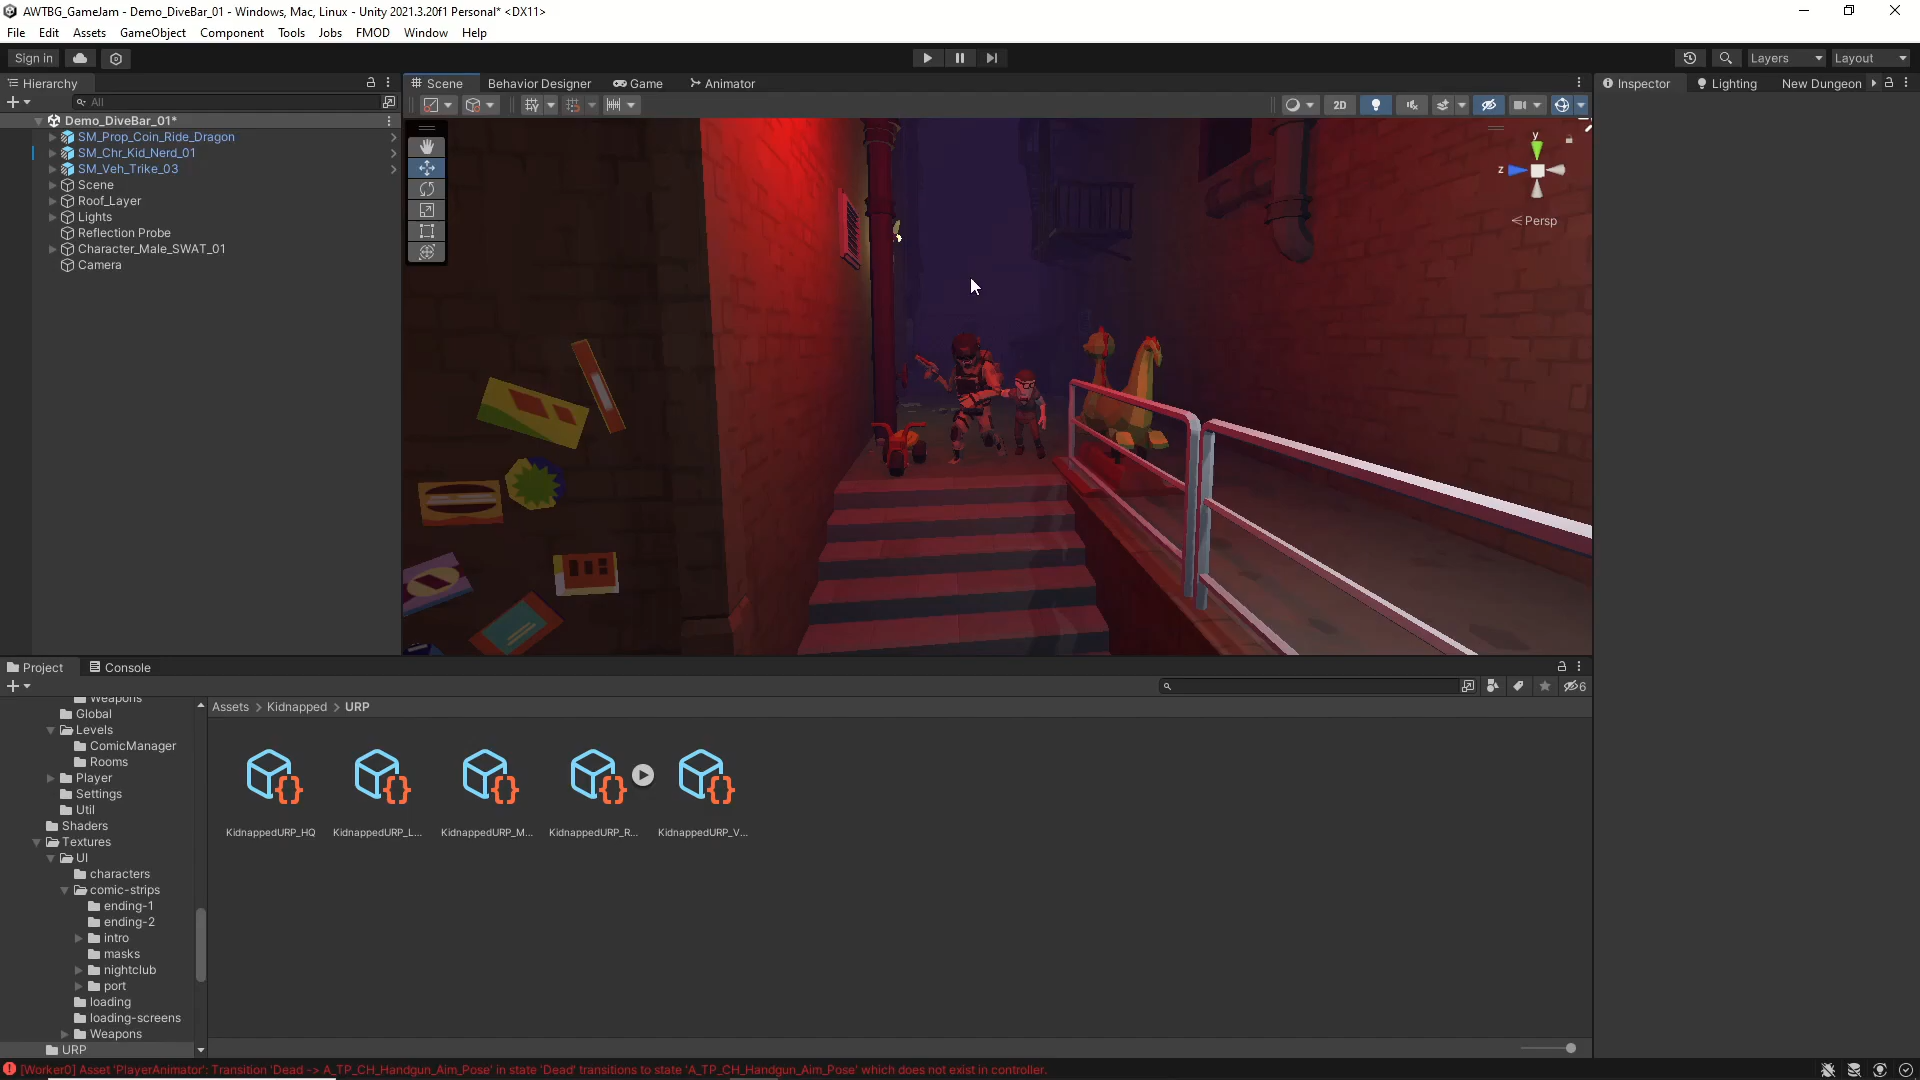 AWTBG_GameJam - Demo_DiveBar_01 - Windows, Mac, Linux - Unity 2021.3.20f1 Personal* <DX11>
File Edit Assets GameObject Component Tools Jobs FMOD Window Help
Sign in
Layers
Layout
Hierarchy
Scene
Behavior Designer
Game
Animator
Inspector
Lighting
New Dungeon
All
2D
Demo_DiveBar_01*
SM_Prop_Coin_Ride_Dragon
SM_Chr_Kid_Nerd_01
SM_Veh_Trike_03
Scene
Roof_Layer
Lights
Reflection Probe
Character_Male_SWAT_01
Camera
y
z
< Persp
Project
Console
6
Assets > Kidnapped > URP
Weapons
Global
Levels
ComicManager
Rooms
Player
Settings
Util
Shaders
Textures
UI
characters
comic-strips
ending-1
ending-2
intro
masks
nightclub
port
loading
loading-screens
Weapons
URP
KidnappedURP_HQ
KidnappedURP_L...
KidnappedURP_M...
KidnappedURP_R...
KidnappedURP_V...
[Worker0] Asset 'PlayerAnimator': Transition 'Dead -> A_TP_CH_Handgun_Aim_Pose' in state 'Dead' transitions to state 'A_TP_CH_Handgun_Aim_Pose' which does not exist in controller.